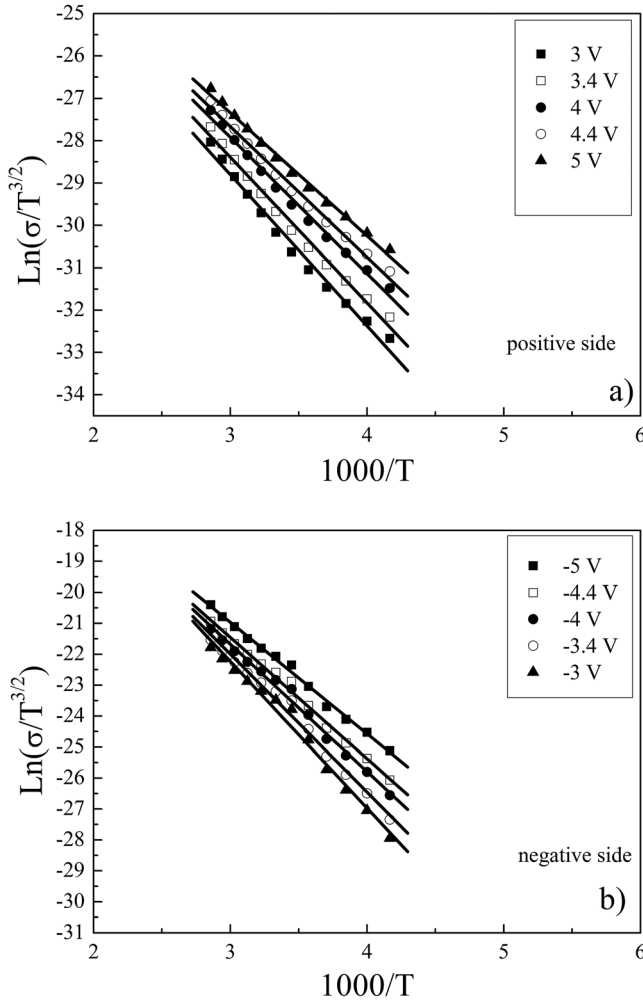 -25
-26
-27
-28
-29
-30
-31
-32
-33
-34
Ln(σ/T^3/2)
3 V
3.4 V
4 V
4.4 V
5 V
positive side
a)
2 3 4 5 6
1000/T
-18
-19
-20
-21
-22
-23
-24
-25
-26
-27
-28
-29
-30
-31
Ln(σ/T^3/2)
-5 V
-4.4 V
-4 V
-3.4 V
-3 V
negative side
b)
2 3 4 5 6
1000/T